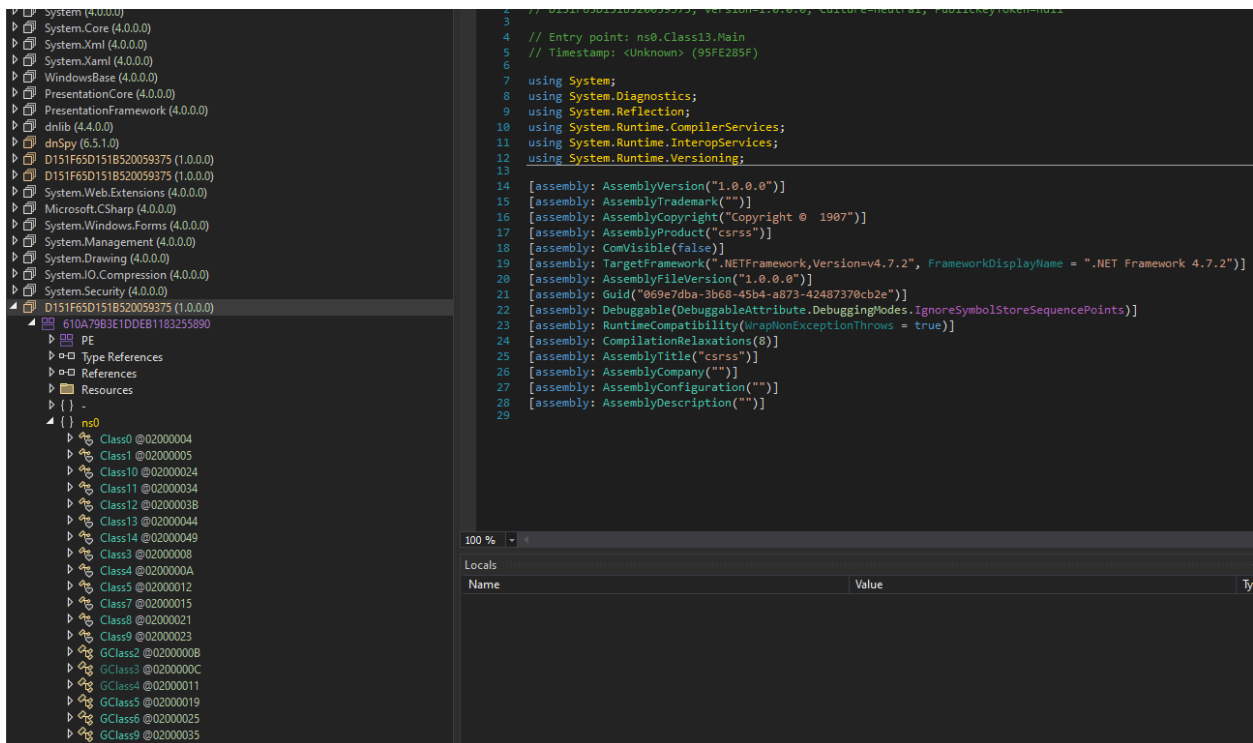 System (4.0.0.0)
System.Core (4.0.0.0)
System.Xml (4.0.0.0)
System.Xaml (4.0.0.0)
WindowsBase (4.0.0.0)
PresentationCore (4.0.0.0)
PresentationFramework (4.0.0.0)
dnlib (4.4.0.0)
dnSpy (6.5.1.0)
D151F65D151B520059375 (1.0.0.0)
D151F65D151B520059375 (1.0.0.0)
System.Web.Extensions (4.0.0.0)
Microsoft.CSharp (4.0.0.0)
System.Windows.Forms (4.0.0.0)
System.Management (4.0.0.0)
System.Drawing (4.0.0.0)
System.IO.Compression (4.0.0.0)
System.Security (4.0.0.0)
D151F65D151B520059375 (1.0.0.0)
610A79B3E1DDEB1183255890
PE
Type References
References
Resources
{ } -
{ } ns0
Class0 @02000004
Class1 @02000005
Class10 @02000024
Class11 @02000034
Class12 @0200003B
Class13 @02000044
Class14 @02000049
Class3 @02000008
Class4 @0200000A
Class5 @02000012
Class7 @02000015
Class8 @02000021
Class9 @02000023
GClass2 @0200000B
GClass3 @0200000C
GClass4 @02000011
GClass5 @02000019
GClass6 @02000025
GClass9 @02000035
2 // D151F65D151B520059375, Version=1.0.0.0, Culture=neutral, PublicKeyToken=null
3
4 // Entry point: ns0.Class13.Main
5 // Timestamp: <Unknown> (95FE285F)
6
7 using System;
8 using System.Diagnostics;
9 using System.Reflection;
10 using System.Runtime.CompilerServices;
11 using System.Runtime.InteropServices;
12 using System.Runtime.Versioning;
13
14 [assembly: AssemblyVersion("1.0.0.0")]
15 [assembly: AssemblyTrademark("")]
16 [assembly: AssemblyCopyright("Copyright ©  1907")]
17 [assembly: AssemblyProduct("csrss")]
18 [assembly: ComVisible(false)]
19 [assembly: TargetFramework(".NETFramework,Version=v4.7.2", FrameworkDisplayName = ".NET Framework 4.7.2")]
20 [assembly: AssemblyFileVersion("1.0.0.0")]
21 [assembly: Guid("069e7dba-3b68-45b4-a873-42487370cb2e")]
22 [assembly: Debuggable(DebuggableAttribute.DebuggingModes.IgnoreSymbolStoreSequencePoints)]
23 [assembly: RuntimeCompatibility(WrapNonExceptionThrows = true)]
24 [assembly: CompilationRelaxations(8)]
25 [assembly: AssemblyTitle("csrss")]
26 [assembly: AssemblyCompany("")]
27 [assembly: AssemblyConfiguration("")]
28 [assembly: AssemblyDescription("")]
29
100 %
Locals
Name Value Ty